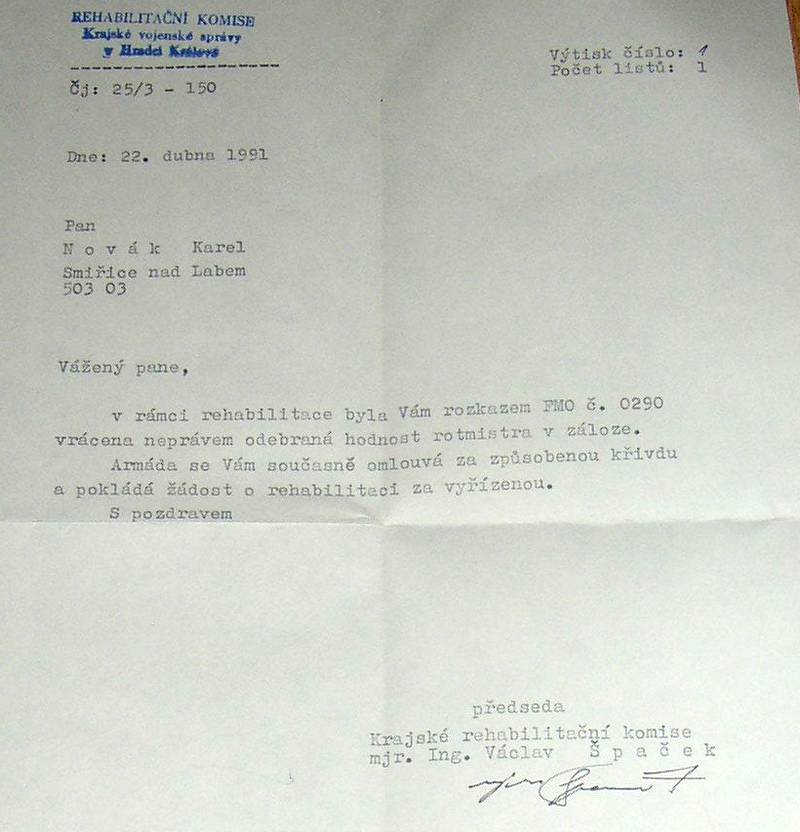 REHABILITAČNÍ KOMISE
Krajské vojenské správy
v Hradci Králové
Výtisk číslo: 1
Počet listů: 1
Čj: 25/3 - 150
Dne: 22. dubna 1991
Pan
N o v á k Karel
Smiřice nad Labem
503 03
Vážený pane,
v rámci rehabilitace byla Vám rozkazem FMO č. 0290
vrácena neprávem odebraná hodnost rotmistra v záloze.
Armáda se Vám současně omlouvá za způsobenou křivdu
a pokládá žádost o rehabilitaci za vyřízenou.
S pozdravem
předseda
Krajské rehabilitační komise
mjr. Ing. Václav Š p a č e k